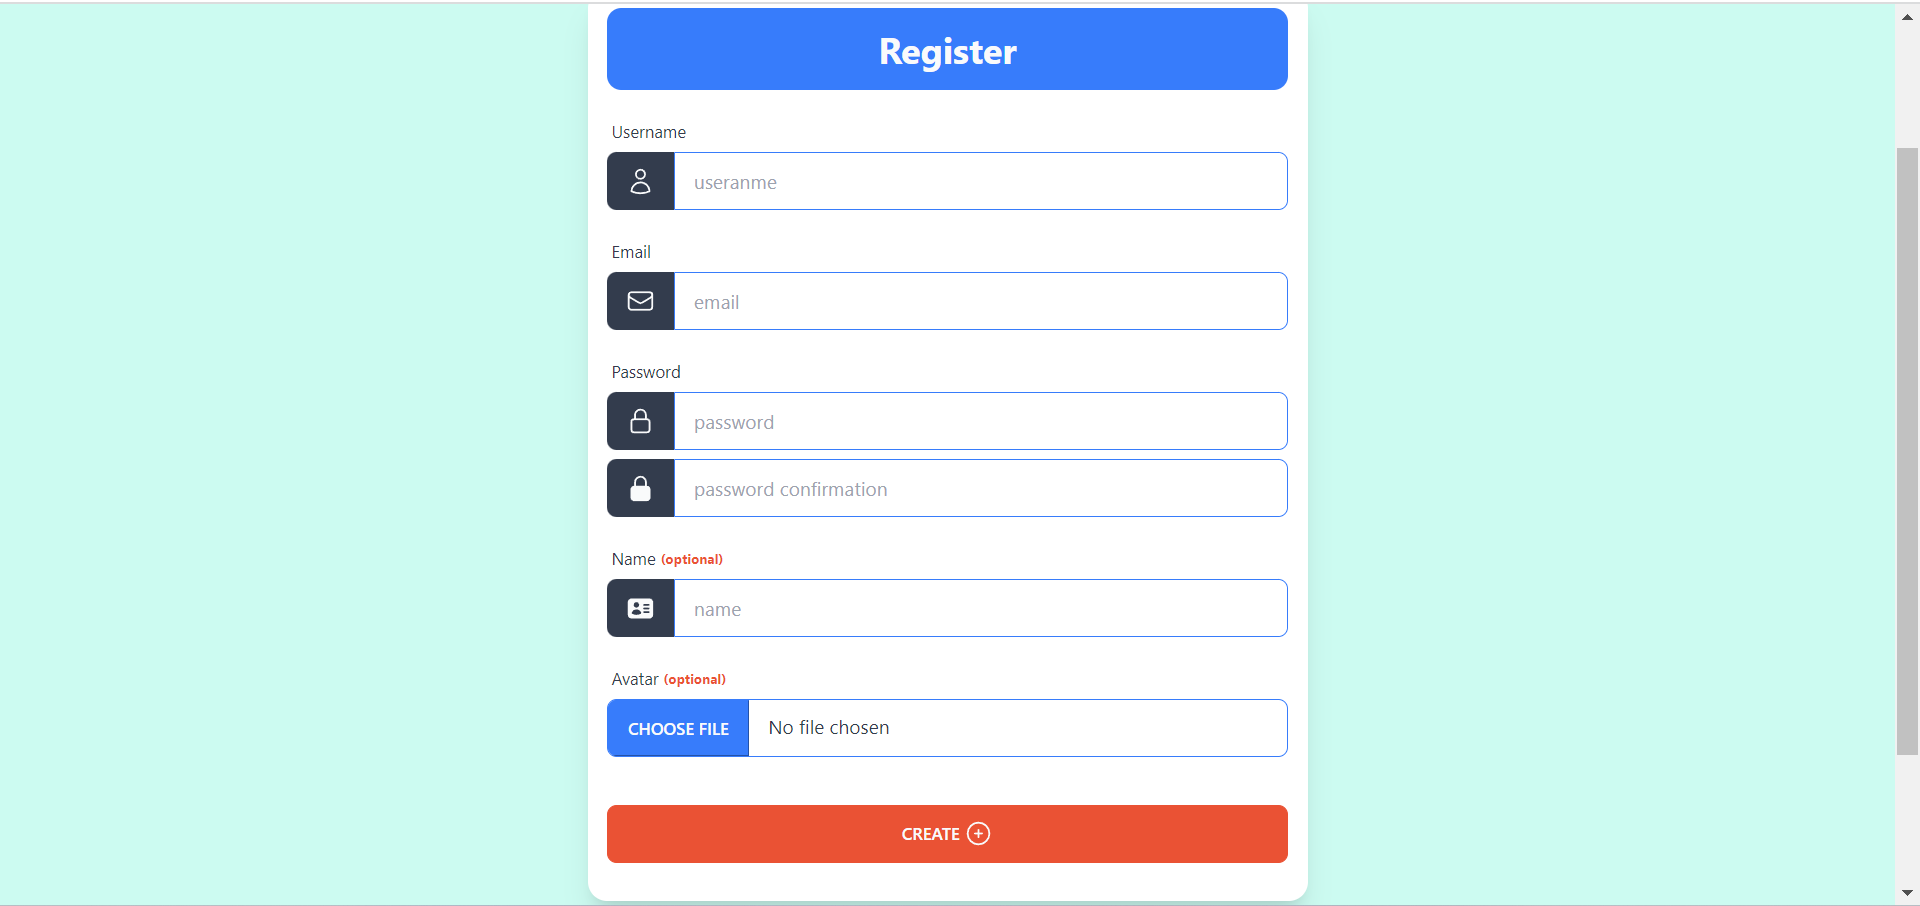 Register
Username
useranme
Email
email
Password
password
password confirmation
Name (optional)
name
Avatar (optional)
CHOOSE FILE No file chosen
CREATE